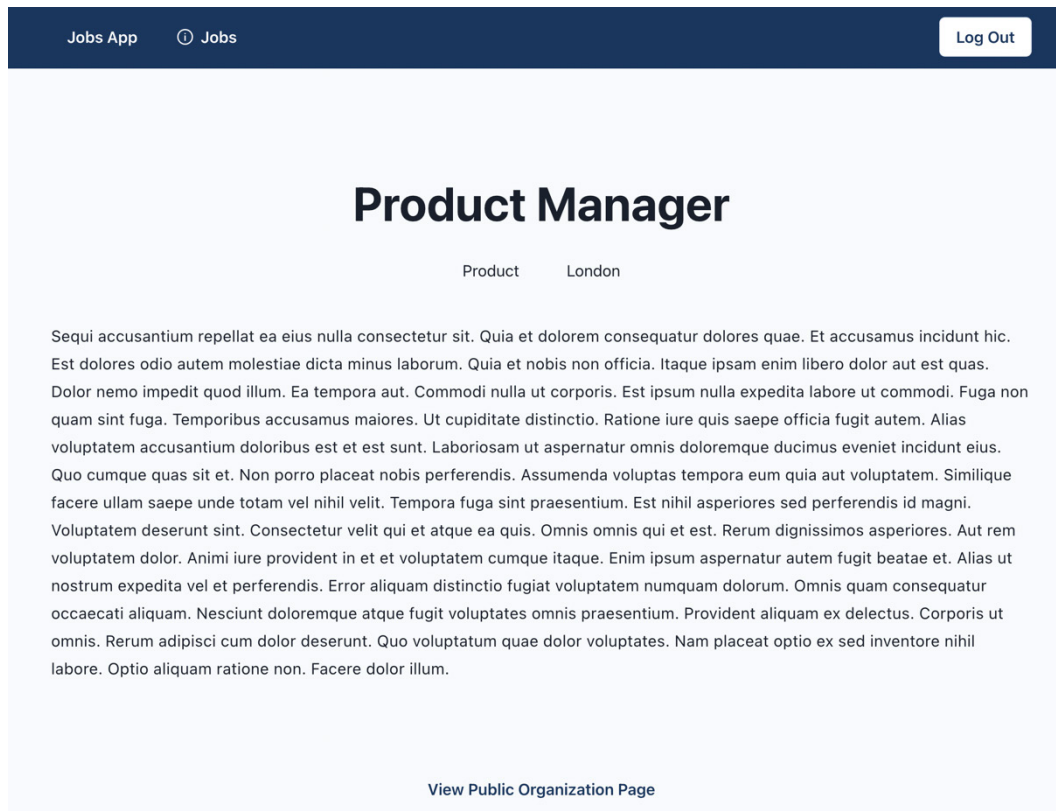 Jobs App Jobs Log Out
Product Manager
Product London
Sequi accusantium repellat ea eius nulla consectetur sit. Quia et dolorem consequatur dolores quae. Et accusamus incidunt hic.
Est dolores odio autem molestiae dicta minus laborum. Quia et nobis non officia. Itaque ipsam enim libero dolor aut est quas.
Dolor nemo impedit quod illum. Ea tempora aut. Commodi nulla ut corporis. Est ipsum nulla expedita labore ut commodi. Fuga non
quam sint fuga. Temporibus accusamus maiores. Ut cupiditate distinctio. Ratione iure quis saepe officia fugit autem. Alias
voluptatem accusantium doloribus est et est sunt. Laboriosam ut aspernatur omnis doloremque ducimus eveniet incidunt eius.
Quo cumque quas sit et. Non porro placeat nobis perferendis. Assumenda voluptas tempora eum quia aut voluptatem. Similique
facere ullam saepe unde totam vel nihil velit. Tempora fuga sint praesentium. Est nihil asperiores sed perferendis id magni.
Voluptatem deserunt sint. Consectetur velit qui et atque ea quis. Omnis omnis qui et est. Rerum dignissimos asperiores. Aut rem
voluptatem dolor. Animi iure provident in et et voluptatem cumque itaque. Enim ipsum aspernatur autem fugit beatae et. Alias ut
nostrum expedita vel et perferendis. Error aliquam distinctio fugiat voluptatem numquam dolorum. Omnis quam consequatur
occaecati aliquam. Nesciunt doloremque atque fugit voluptates omnis praesentium. Provident aliquam ex delectus. Corporis ut
omnis. Rerum adipisci cum dolor deserunt. Quo voluptatum quae dolor voluptates. Nam placeat optio ex sed inventore nihil
labore. Optio aliquam ratione non. Facere dolor illum.
View Public Organization Page